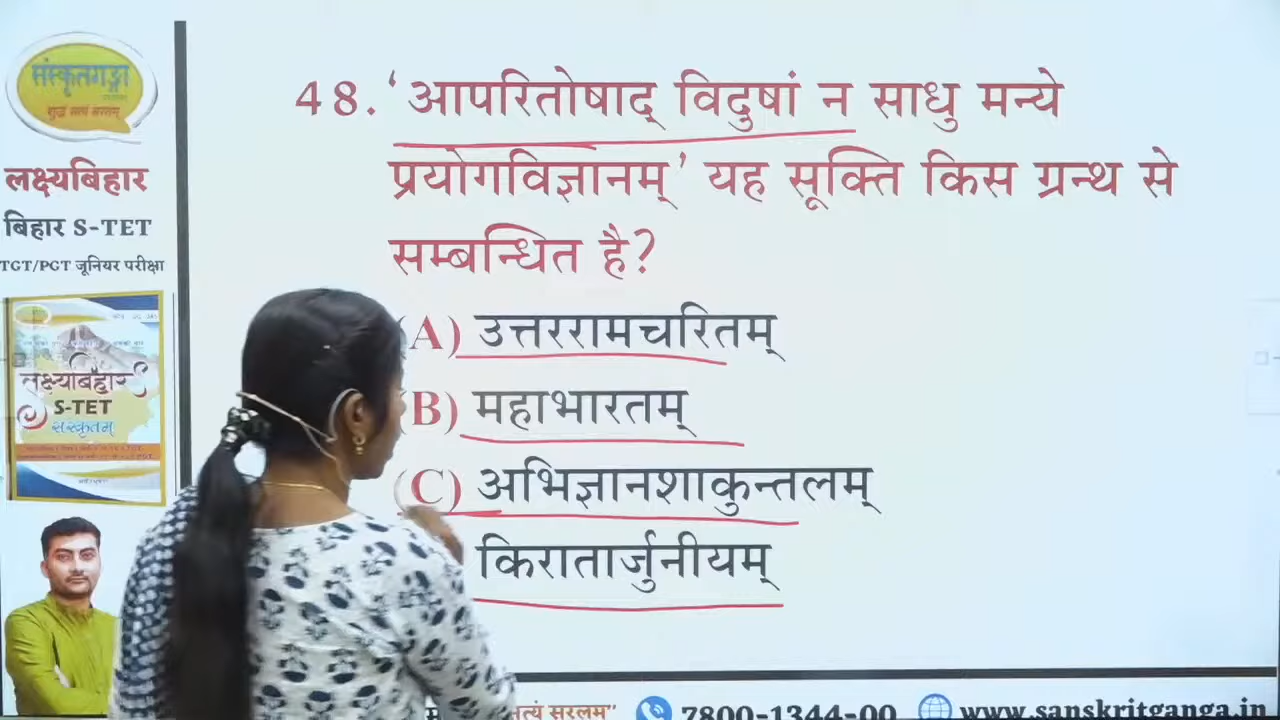 संस्कृतगङ्गा
लक्ष्यबिहार
बिहार S-TET
TGT/PGT जूनियर परीक्षा
लक्ष्यबिहार
S-TET
संस्कृतम्
48. ‘आपरितोषाद् विदुषां न साधु मन्ये
प्रयोगविज्ञानम्’ यह सूक्ति किस ग्रन्थ से
सम्बन्धित है?
(A) उत्तररामचरितम्
(B) महाभारतम्
(C) अभिज्ञानशाकुन्तलम्
किरातार्जुनीयम्
सरलम”
7800-1344-00
www.sanskritganga.in